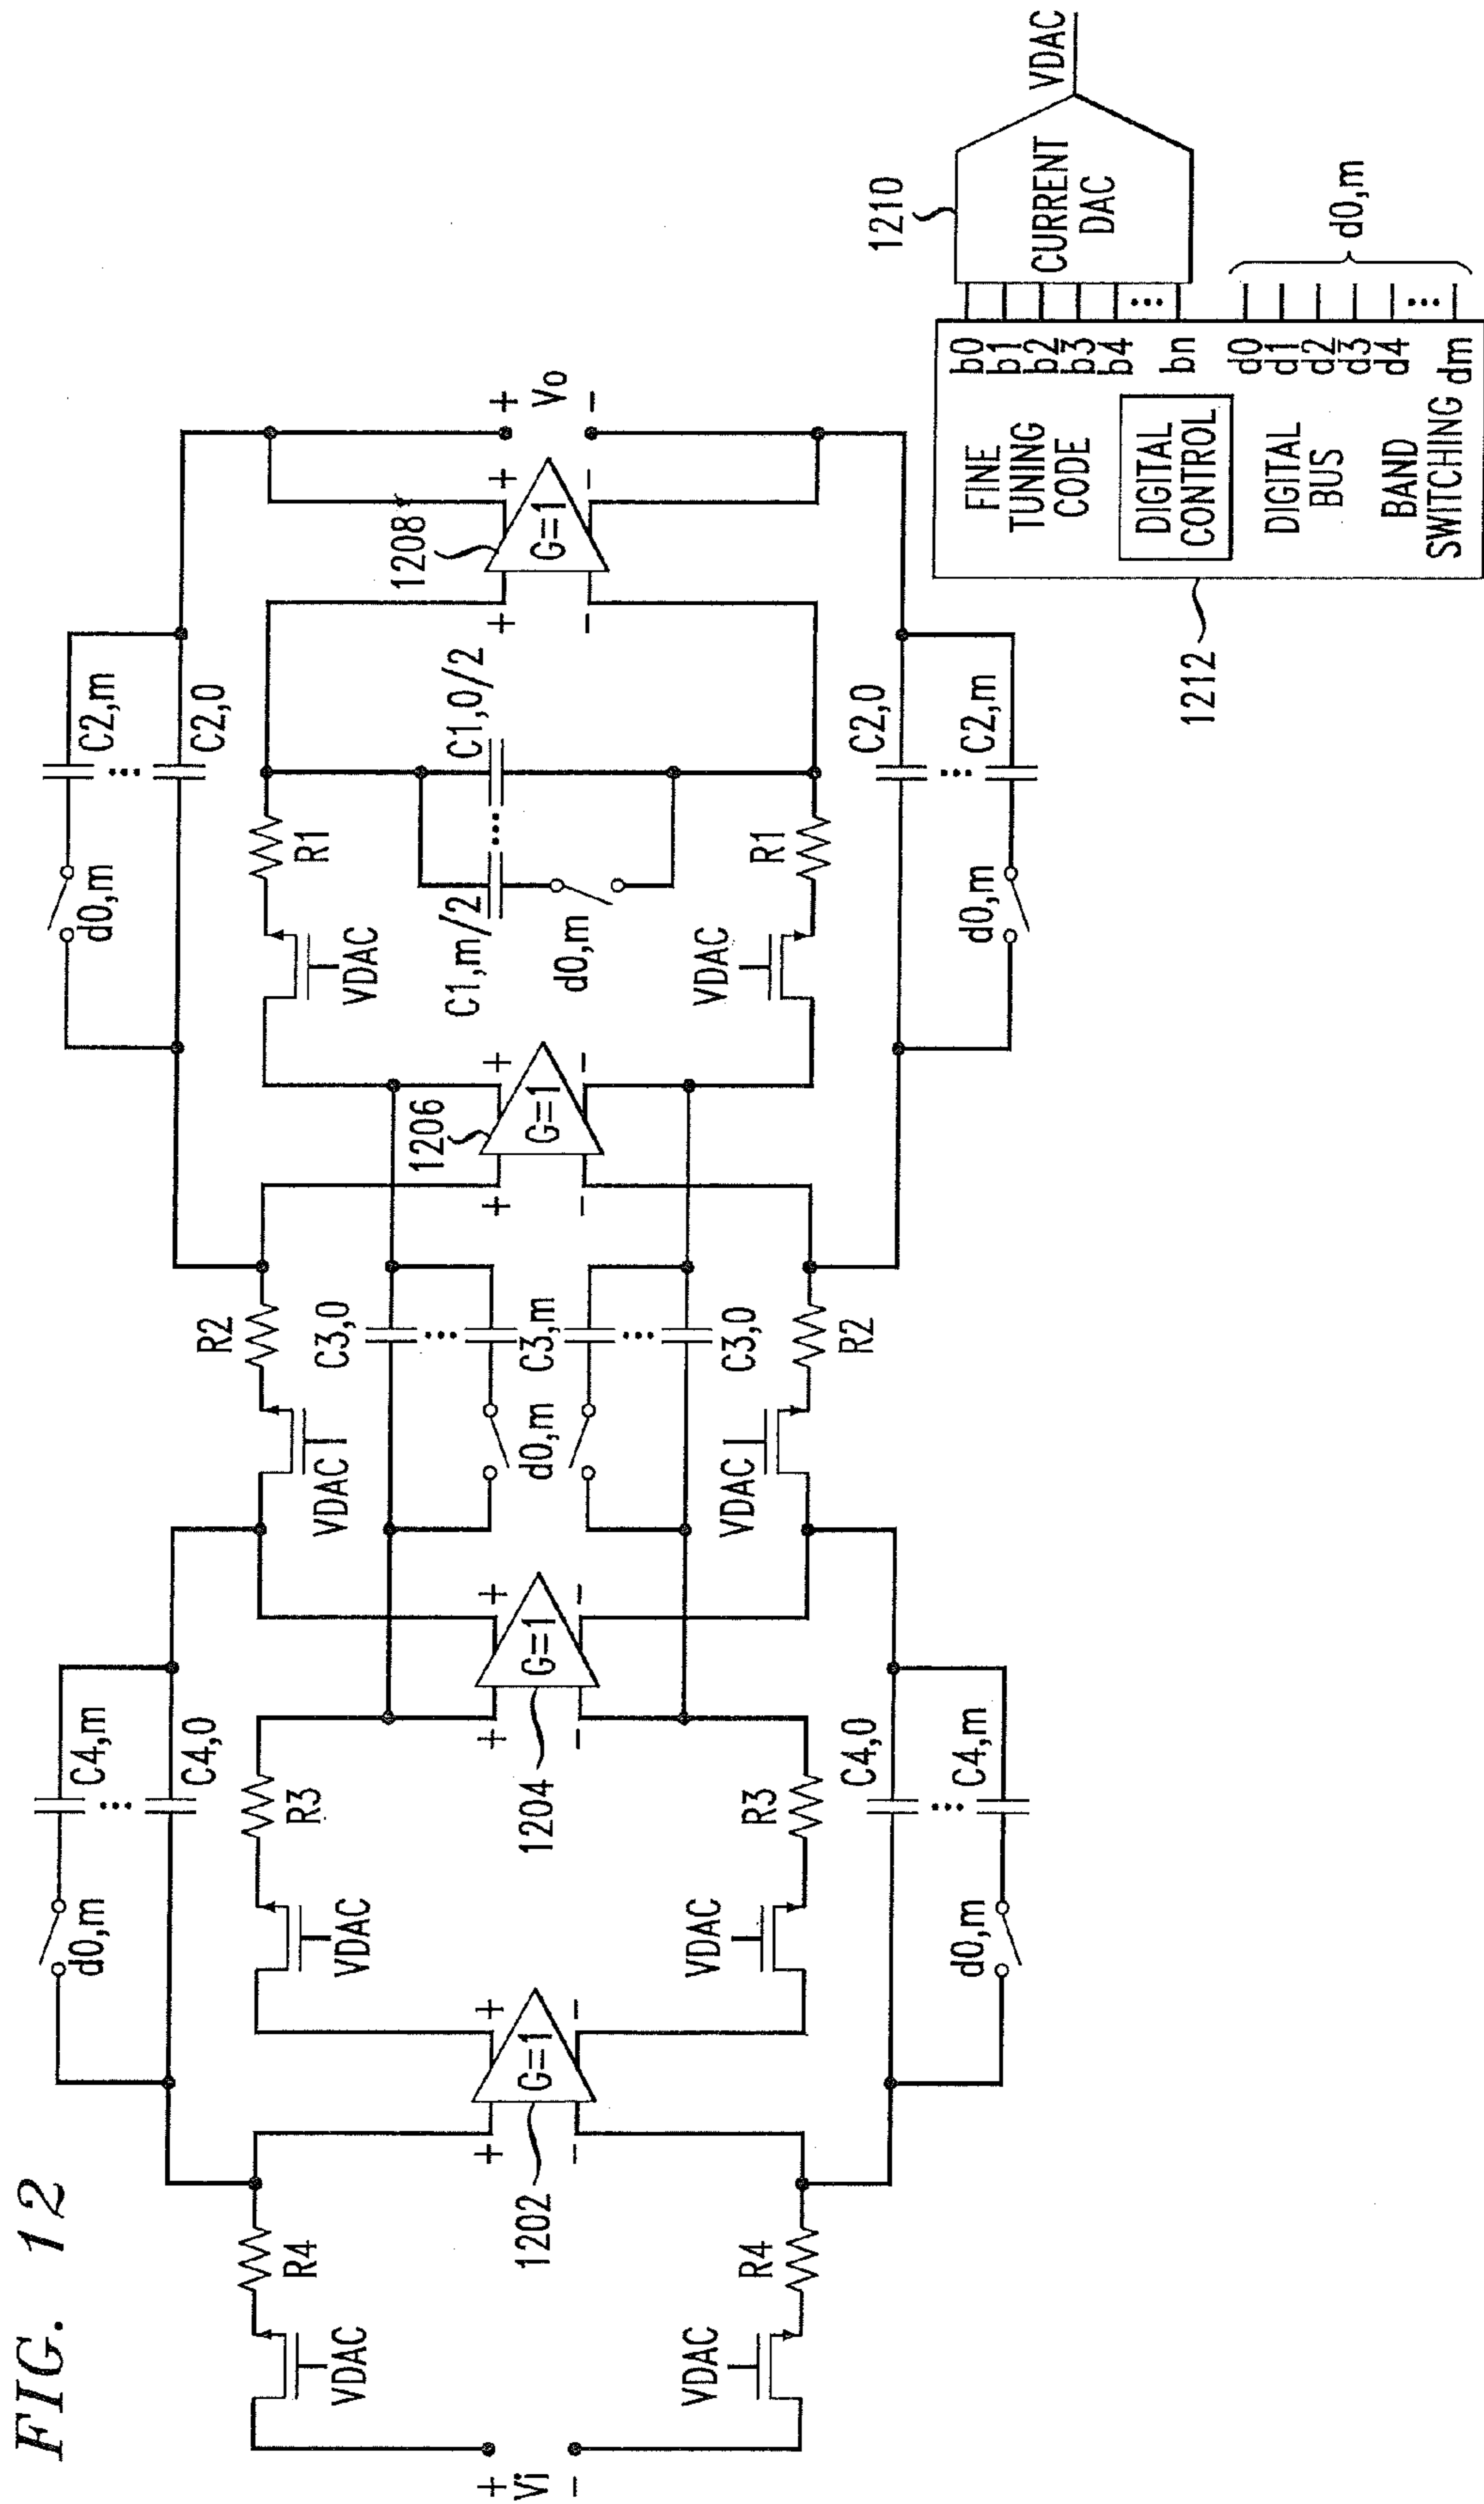 FIG. 12
d0,m
C4,m
C4,0
d0,m
C2,m
C2,0
R4
VDAC
VDAC
R3
VDAC
R2
VDAC
R1
+
Vi
-
1202
+
-
G=1
+
-
1204
+
-
G=1
+
-
C3,0
C3,m
d0,m
C3,0
1206
+
-
G=1
+
-
C1,m/2
C1,0/2
d0,m
1208
+
-
G=1
+
-
+
Vo
-
VDAC
R4
VDAC
R3
VDAC
R2
VDAC
R1
C4,0
C4,m
d0,m
C2,0
C2,m
d0,m
1212
FINE
TUNING
CODE
DIGITAL
CONTROL
DIGITAL
BUS
BAND
SWITCHING
b0
b1
b2
b3
b4
bn
d0
d1
d2
d3
d4
dm
1210
CURRENT
DAC
VDAC
d0,m